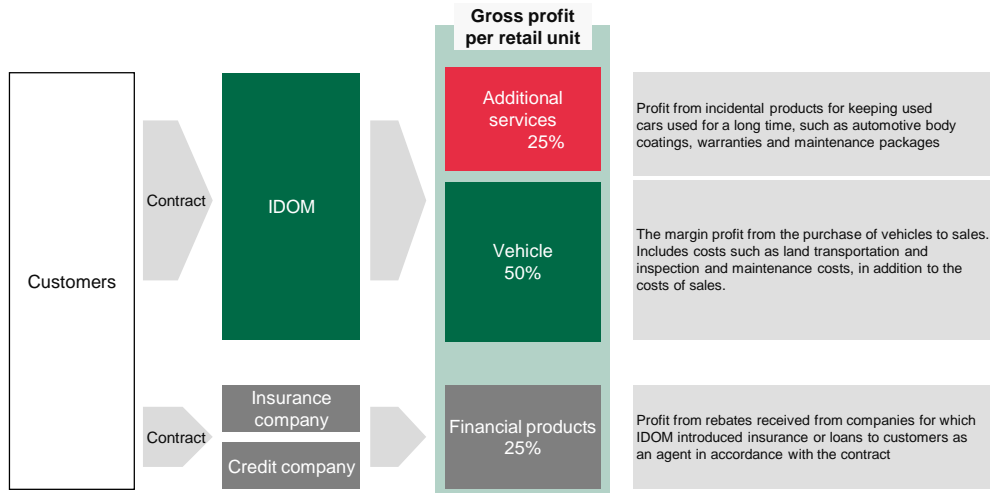 Gross profit
per retail unit
Customers
Contract
IDOM
Additional
services
25%
Profit from incidental products for keeping used
cars used for a long time, such as automotive body
coatings, warranties and maintenance packages
Vehicle
50%
The margin profit from the purchase of vehicles to sales.
Includes costs such as land transportation and
inspection and maintenance costs, in addition to the
costs of sales.
Contract
Insurance
company
Credit company
Financial products
25%
Profit from rebates received from companies for which
IDOM introduced insurance or loans to customers as
an agent in accordance with the contract